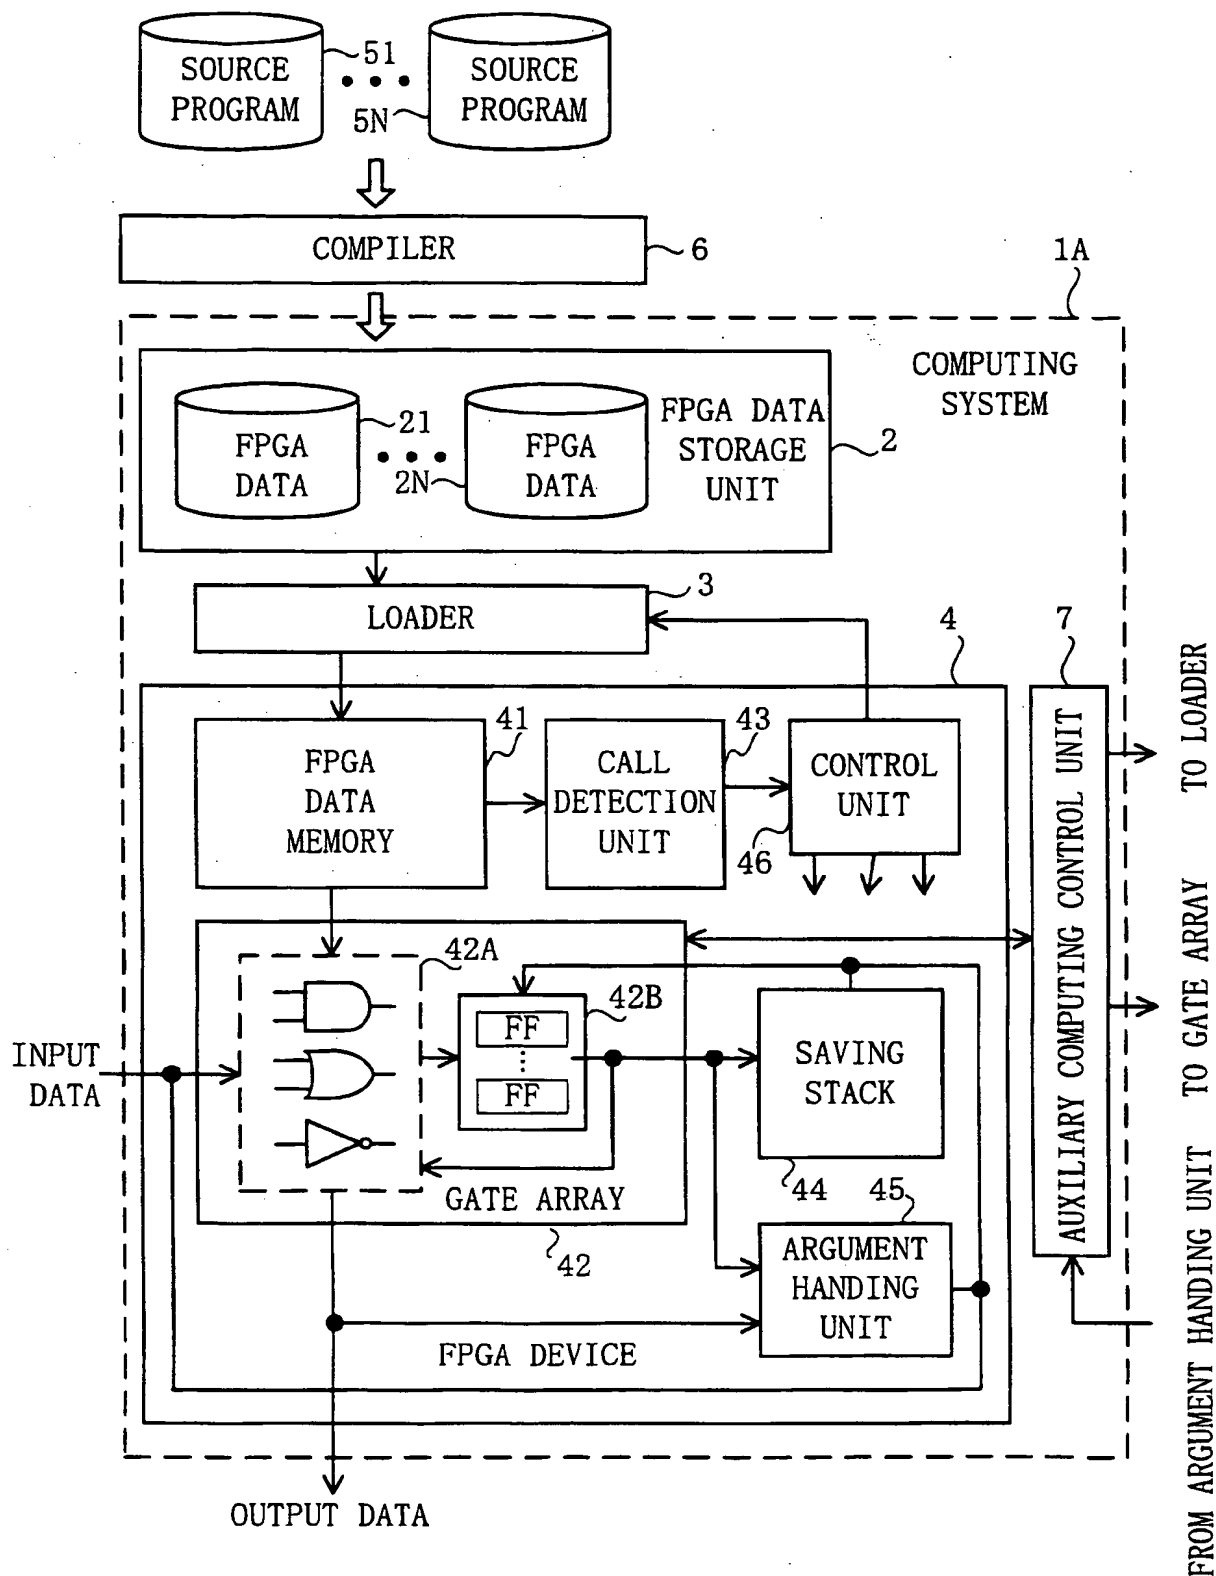 SOURCE
PROGRAM
51
5N
SOURCE
PROGRAM
COMPILER
6
1A
COMPUTING
SYSTEM
FPGA
DATA
21
2N
FPGA
DATA
FPGA DATA
STORAGE
UNIT
2
LOADER
3
4
7
FPGA
DATA
MEMORY
41
CALL
DETECTION
UNIT
43
CONTROL
UNIT
46
AUXILIARY COMPUTING CONTROL UNIT
TO LOADER
TO GATE ARRAY
FROM ARGUMENT HANDING UNIT
42A
FF
FF
42B
SAVING
STACK
44
INPUT
DATA
GATE ARRAY
42
45
ARGUMENT
HANDING
UNIT
FPGA DEVICE
OUTPUT DATA